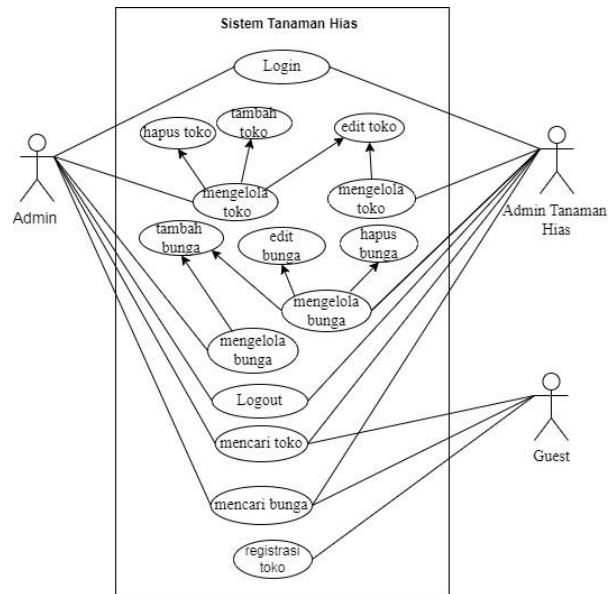 Sistem Tanaman Hias
Login
hapus toko
tambah
toko
edit toko
Admin
mengelola
toko
mengelola
toko
Admin Tanaman
Hias
tambah
bunga
edit
bunga
hapus
bunga
mengelola
bunga
mengelola
bunga
Logout
mencari toko
Guest
mencari bunga
registrasi
toko